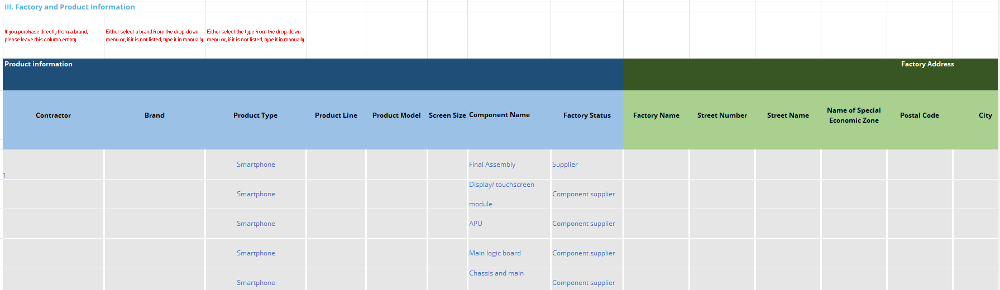 III. Factory and Product Information
If you purchase directly from a brand,
please leave this column empty.
Either select a brand from the drop-down
menu or, if it is not listed, type it in manually.
Either select the type from the drop-down
menu or, if it is not listed, type it in manually.
Product information
Factory Address
Contractor
Brand
Product Type
Product Line
Product Model
Screen Size
Component Name
Factory Status
Factory Name
Street Number
Street Name
Name of Special
Economic Zone
Postal Code
City
1
Smartphone
Final Assembly
Supplier
Smartphone
Display/ touchscreen
module
Component supplier
Smartphone
APU
Component supplier
Smartphone
Main logic board
Component supplier
Smartphone
Chassis and main
Component supplier